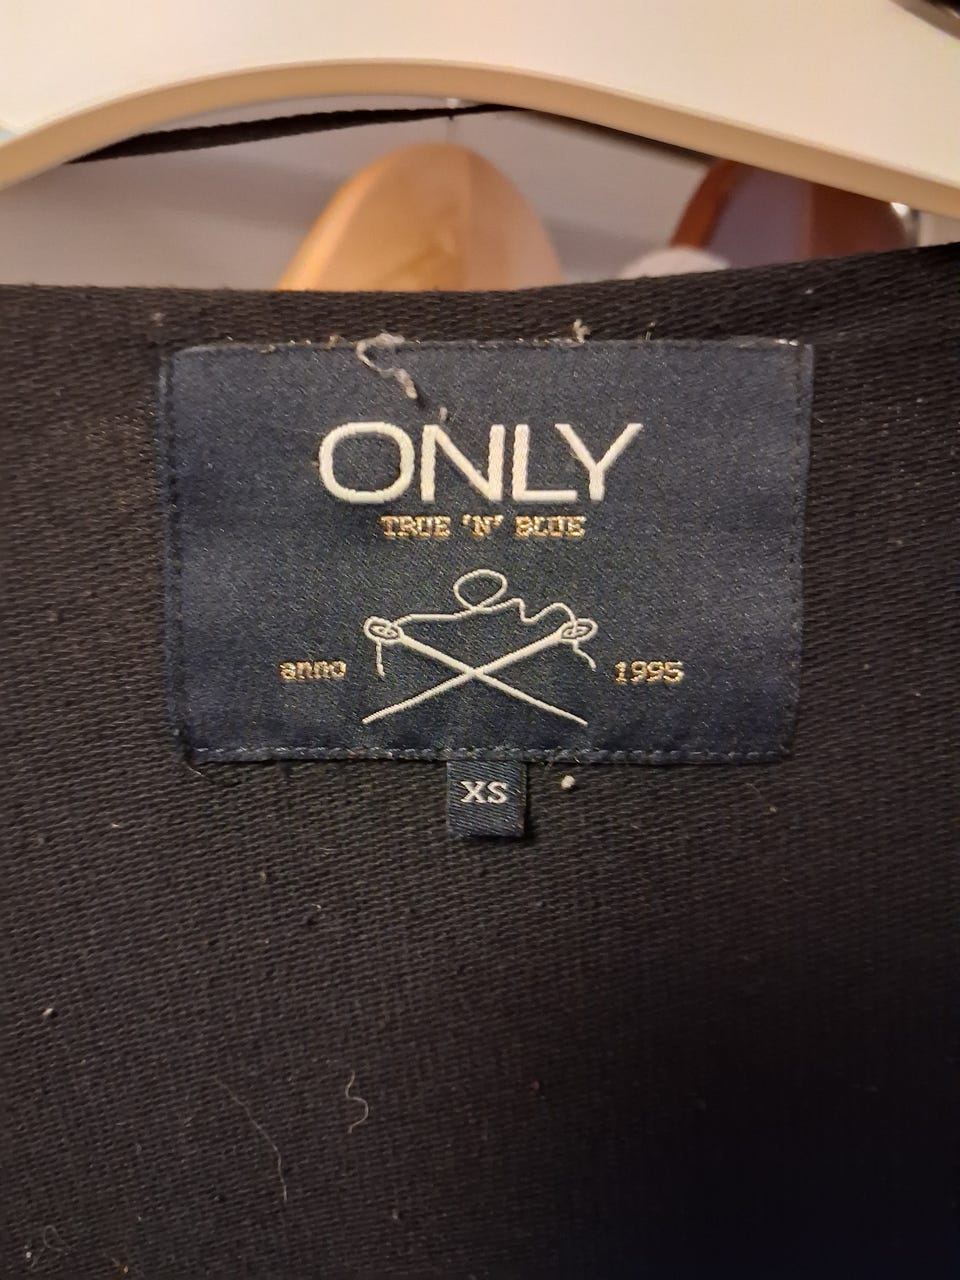 ONLY
TRUE 'N' BLUE
anno 1995
XS